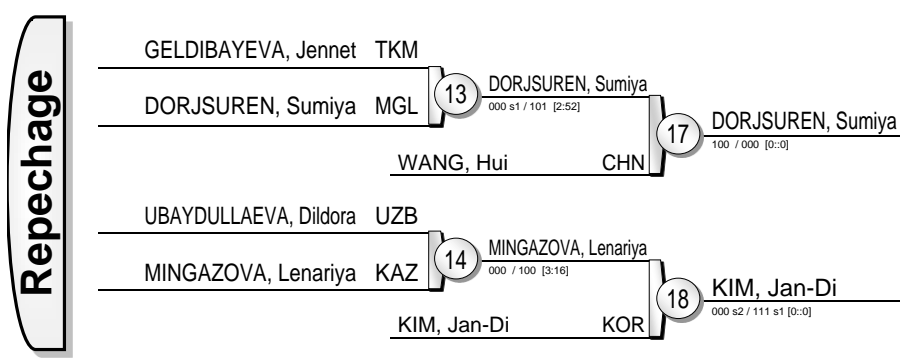 Repechage
GELDIBAYEVA, Jennet TKM
DORJSUREN, Sumiya MGL
13
DORJSUREN, Sumiya
000 s1 / 101 [2:52]
WANG, Hui CHN
17
DORJSUREN, Sumiya
100 / 000 [0::0]
UBAYDULLAEVA, Dildora UZB
MINGAZOVA, Lenariya KAZ
14
MINGAZOVA, Lenariya
000 / 100 [3:16]
KIM, Jan-Di KOR
18
KIM, Jan-Di
000 s2 / 111 s1 [0::0]